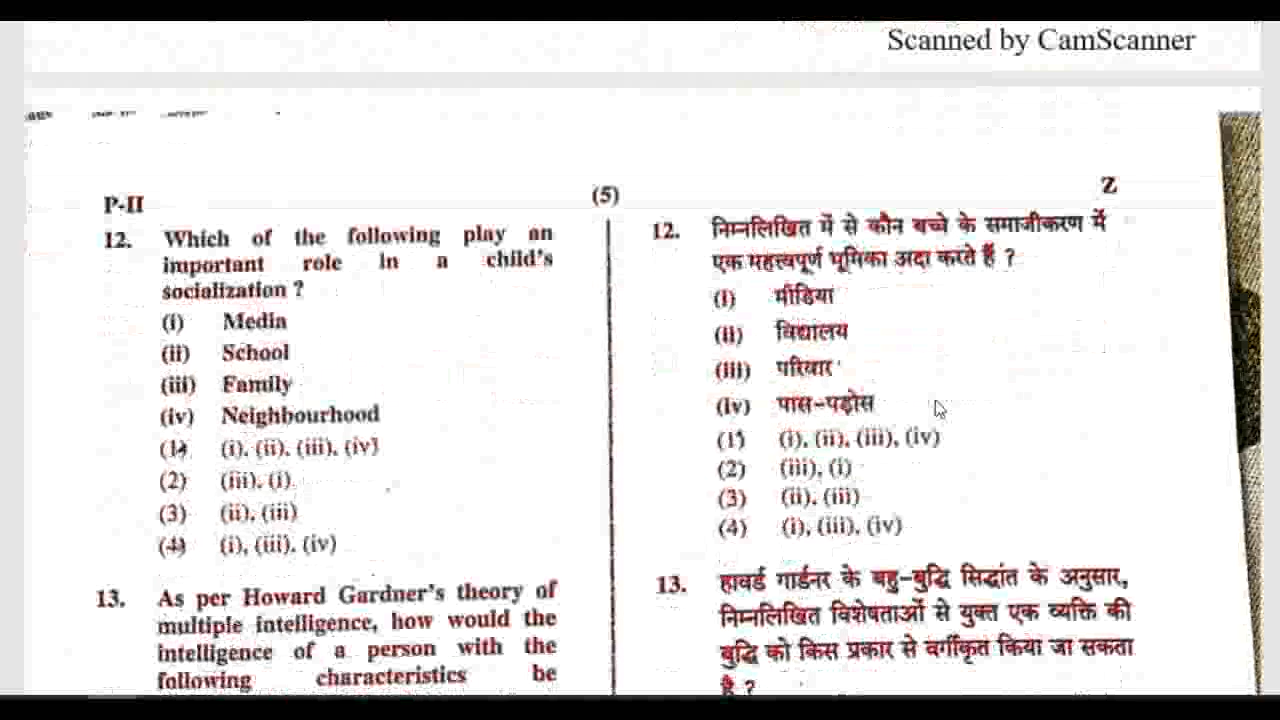 Scanned by CamScanner
P-II
(5)
Z
12. Which of the following play an
important role in a child's
socialization ?
(i) Media
(ii) School
(iii) Family
(iv) Neighbourhood
(1) (i), (ii), (iii), (iv)
(2) (iii), (i)
(3) (ii), (iii)
(4) (i), (iii), (iv)
13. As per Howard Gardner's theory of
multiple intelligence, how would the
intelligence of a person with the
following characteristics be
12. निम्नलिखित में से कौन बच्चे के समाजीकरण में
एक महत्त्वपूर्ण भूमिका अदा करते हैं ?
(i) मीडिया
(ii) विद्यालय
(iii) परिवार
(iv) पास-पड़ोस
(1) (i), (ii), (iii), (iv)
(2) (iii), (i)
(3) (ii), (iii)
(4) (i), (iii), (iv)
13. हावर्ड गार्डनर के बहु-बुद्धि सिद्धांत के अनुसार,
निम्नलिखित विशेषताओं से युक्त एक व्यक्ति की
बुद्धि को किस प्रकार से वर्गीकृत किया जा सकता
है ?